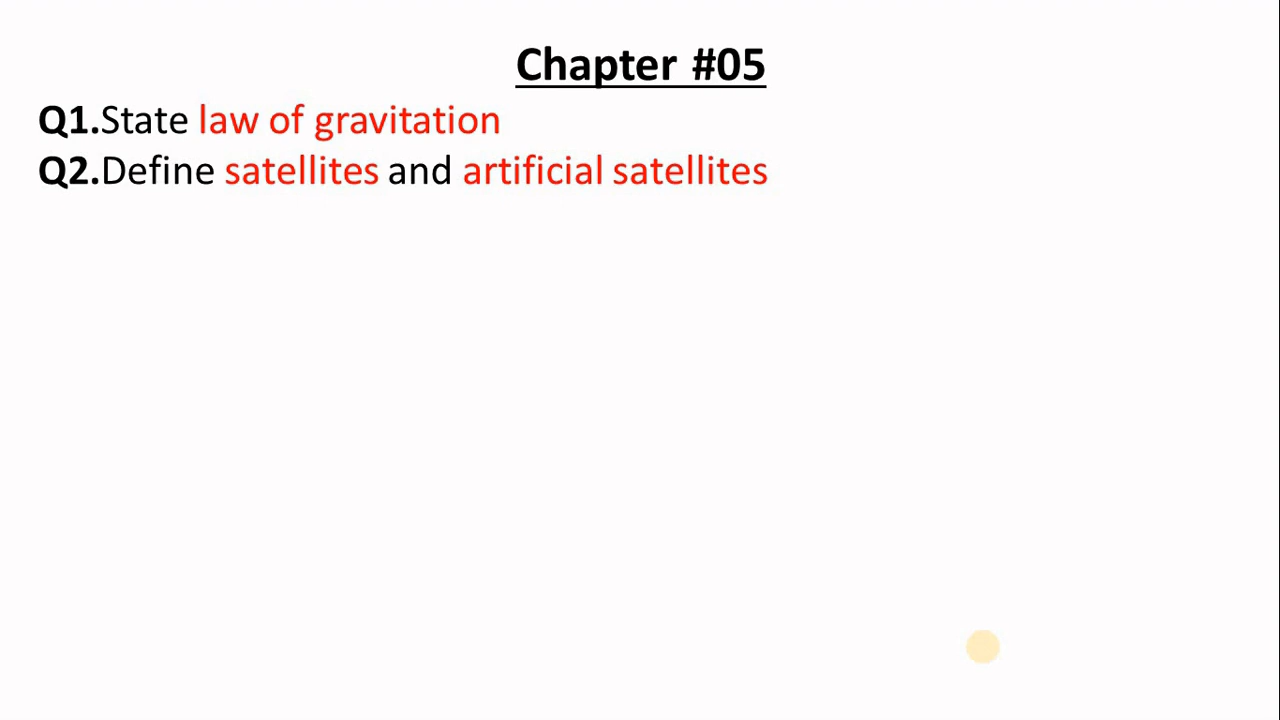 Chapter #05
Q1.State law of gravitation
Q2.Define satellites and artificial satellites